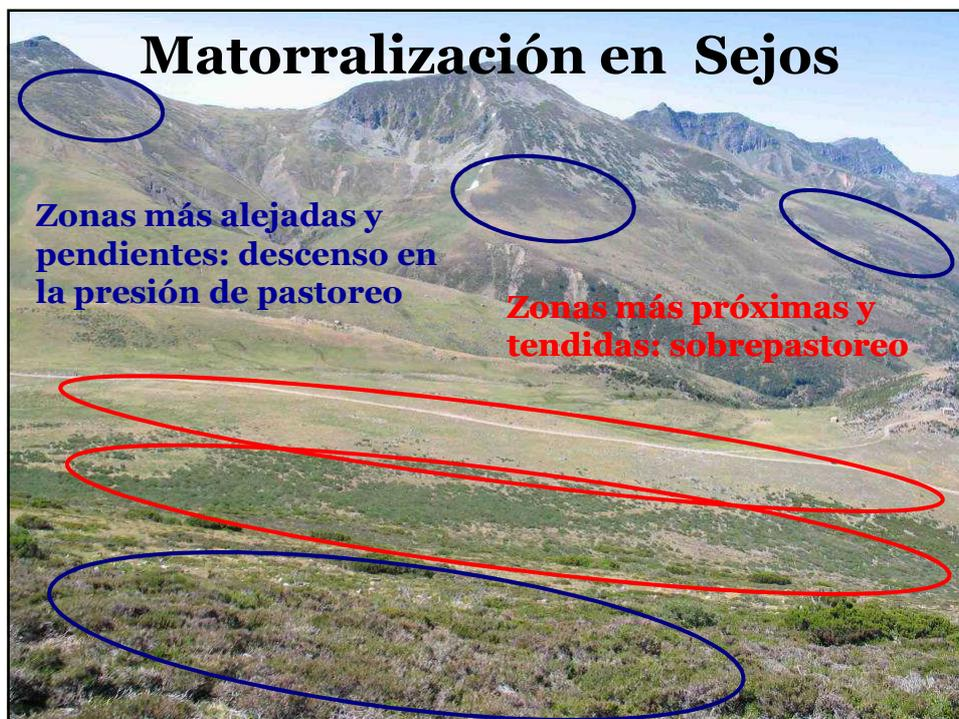 Matorralización en Sejos
Zonas más alejadas y
pendientes: descenso en
la presión de pastoreo
Zonas más próximas y
tendidas: sobrepastoreo